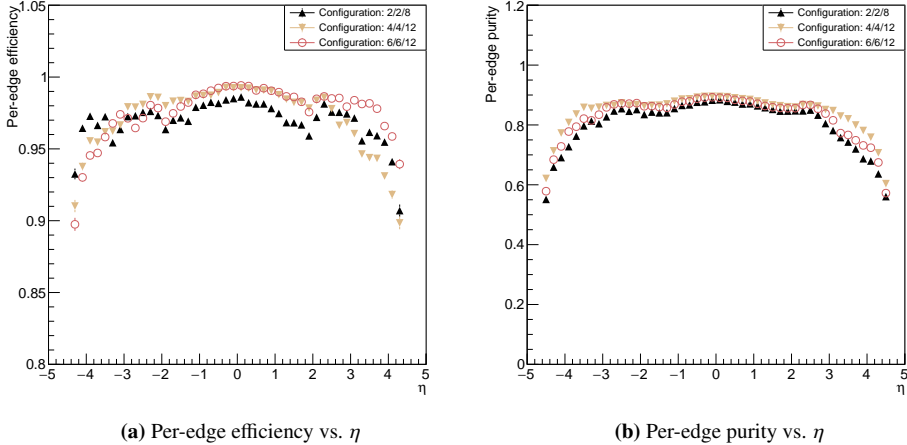 Per-edge efficiency
1.05
1
0.95
0.9
0.85
0.8
Configuration: 2/2/8
Configuration: 4/4/12
Configuration: 6/6/12
−5 −4 −3 −2 −1 0 1 2 3 4 5
η
(a) Per-edge efficiency vs. η
Per-edge purity
1.2
1
0.8
0.6
0.4
0.2
0
Configuration: 2/2/8
Configuration: 4/4/12
Configuration: 6/6/12
−5 −4 −3 −2 −1 0 1 2 3 4 5
η
(b) Per-edge purity vs. η